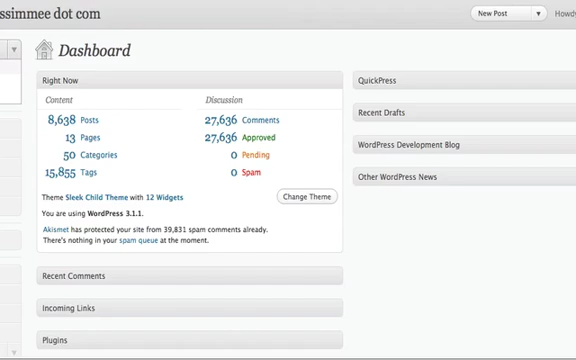 ssimmee dot com
New Post
Howdy
Dashboard
Right Now
Content
Discussion
8,638 Posts
27,636 Comments
13 Pages
27,636 Approved
50 Categories
0 Pending
15,855 Tags
0 Spam
Theme Sleek Child Theme with 12 Widgets
Change Theme
You are using WordPress 3.1.1.
Akismet has protected your site from 39,831 spam comments already.
There's nothing in your spam queue at the moment.
Recent Comments
Incoming Links
Plugins
QuickPress
Recent Drafts
WordPress Development Blog
Other WordPress News